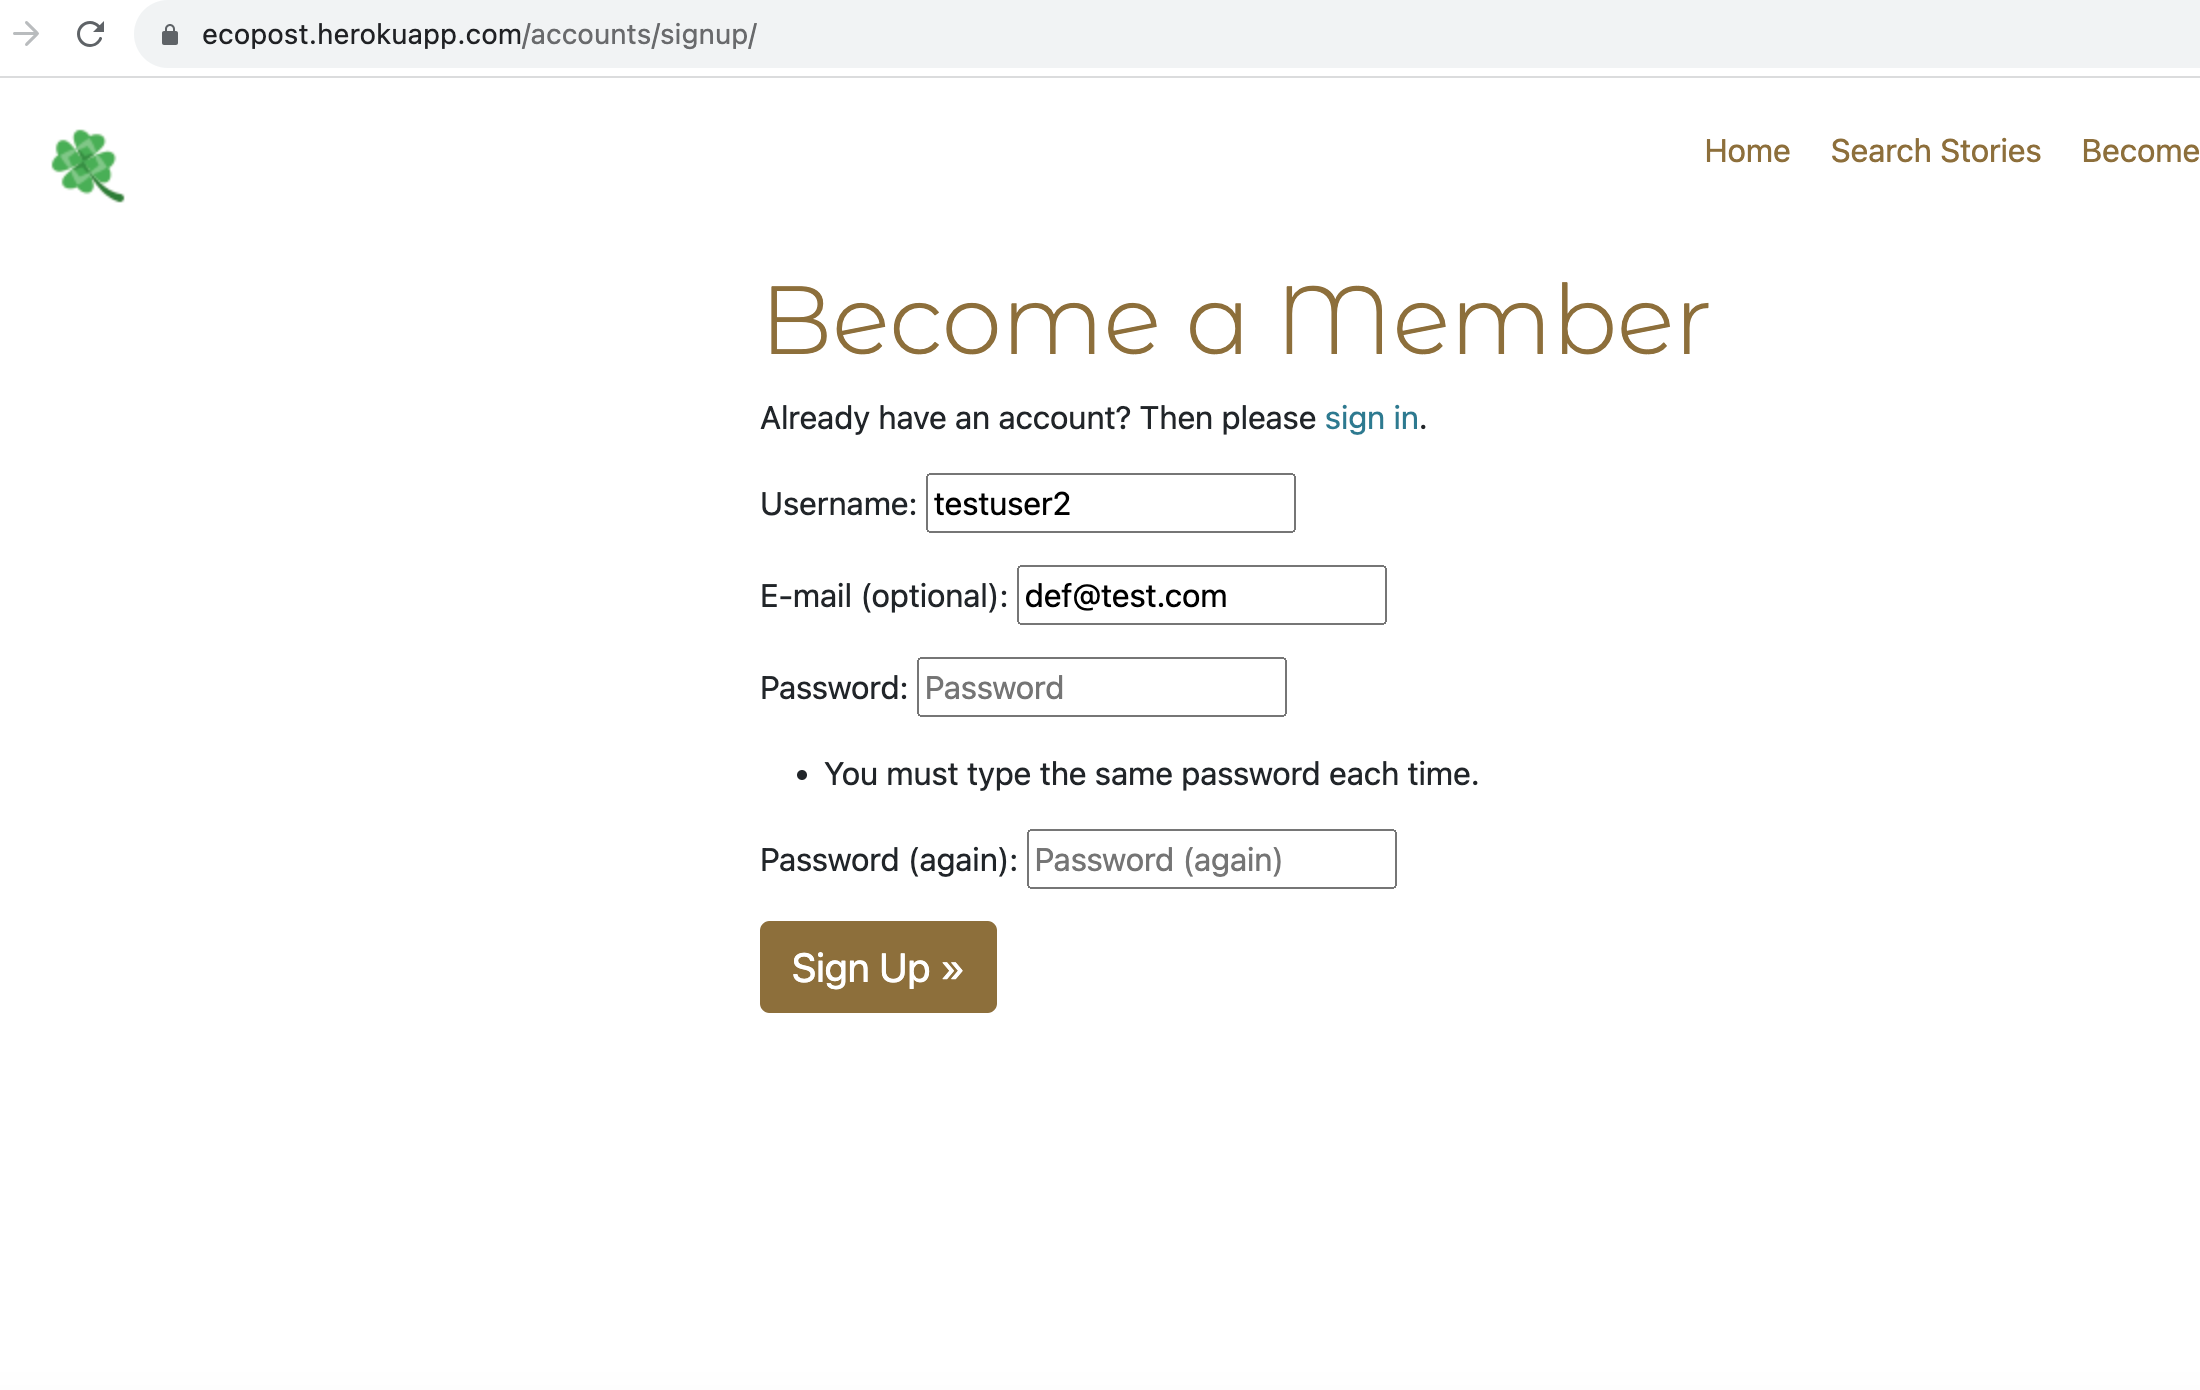 ecopost.herokuapp.com/accounts/signup/
Home Search Stories Become
Become a Member
Already have an account? Then please sign in.
Username: testuser2
E-mail (optional): def@test.com
Password: Password
• You must type the same password each time.
Password (again): Password (again)
Sign Up »